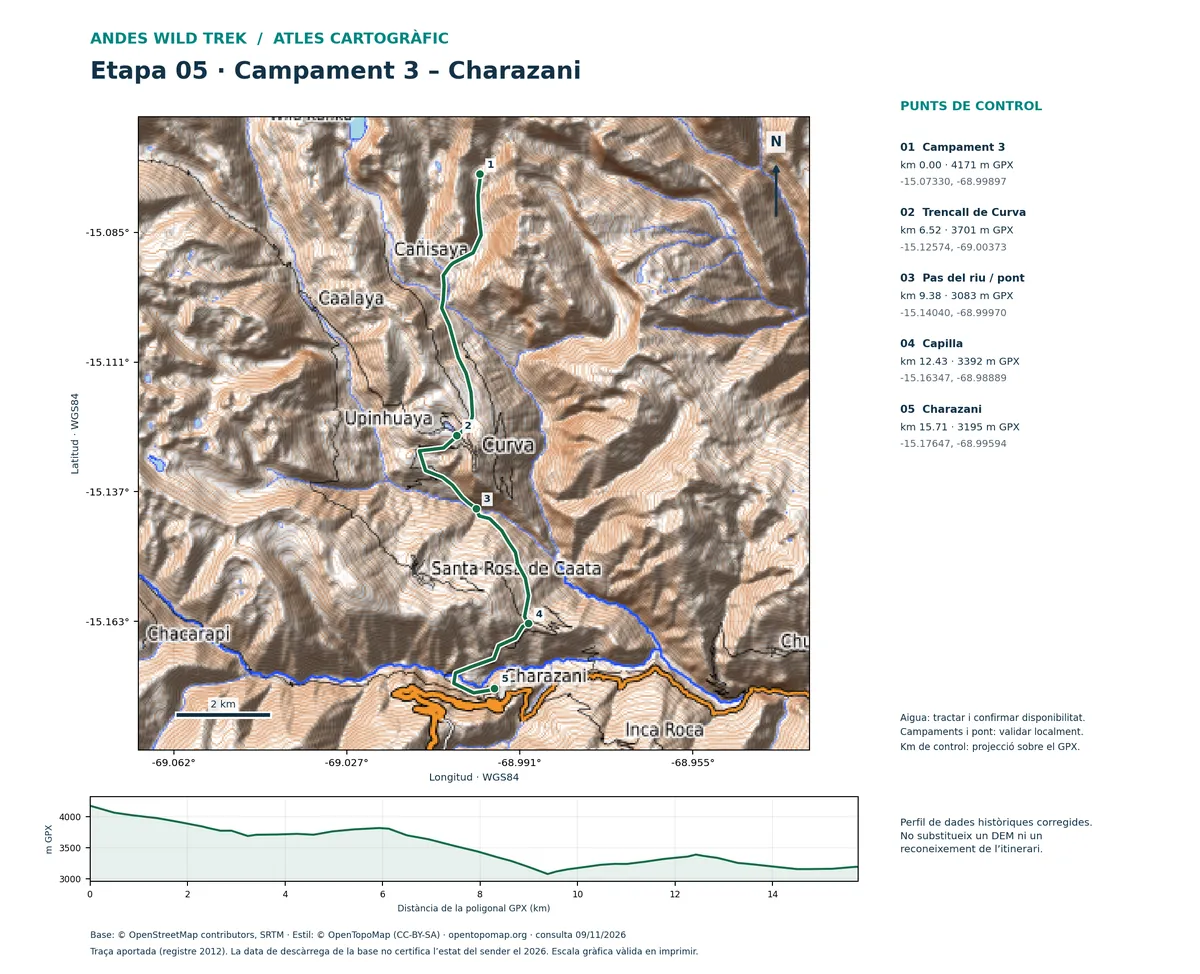 ANDES WILD TREK / ATLES CARTOGRÀFIC
Etapa 05 · Campament 3 – Charazani
PUNTS DE CONTROL
01 Campament 3
km 0.00 · 4171 m GPX
-15.07330, -68.99897
02 Trencall de Curva
km 6.52 · 3701 m GPX
-15.12574, -69.00373
03 Pas del riu / pont
km 9.38 · 3083 m GPX
-15.14040, -68.99970
04 Capilla
km 12.43 · 3392 m GPX
-15.16347, -68.98889
05 Charazani
km 15.71 · 3195 m GPX
-15.17647, -68.99594
N
1
-15.085°
Cañisaya
Caalaya
-15.111°
Upinhuaya
2
Curva
Latitud · WGS84
-15.137°
3
Santa Rosa de Caata
4
-15.163°
Chacarapi
Chu
5
Charazani
2 km
Inca Roca
-69.062°
-69.027°
-68.991°
-68.955°
Longitud · WGS84
Aigua: tractar i confirmar disponibilitat.
Campaments i pont: validar localment.
Km de control: projecció sobre el GPX.
m GPX
4000
3500
3000
0
2
4
6
8
10
12
14
Distància de la poligonal GPX (km)
Perfil de dades històriques corregides.
No substitueix un DEM ni un
reconeixement de l’itinerari.
Base: © OpenStreetMap contributors, SRTM · Estil: © OpenTopoMap (CC-BY-SA) · opentopomap.org · consulta 09/11/2026
Traça aportada (registre 2012). La data de descàrrega de la base no certifica l’estat del sender el 2026. Escala gràfica vàlida en imprimir.